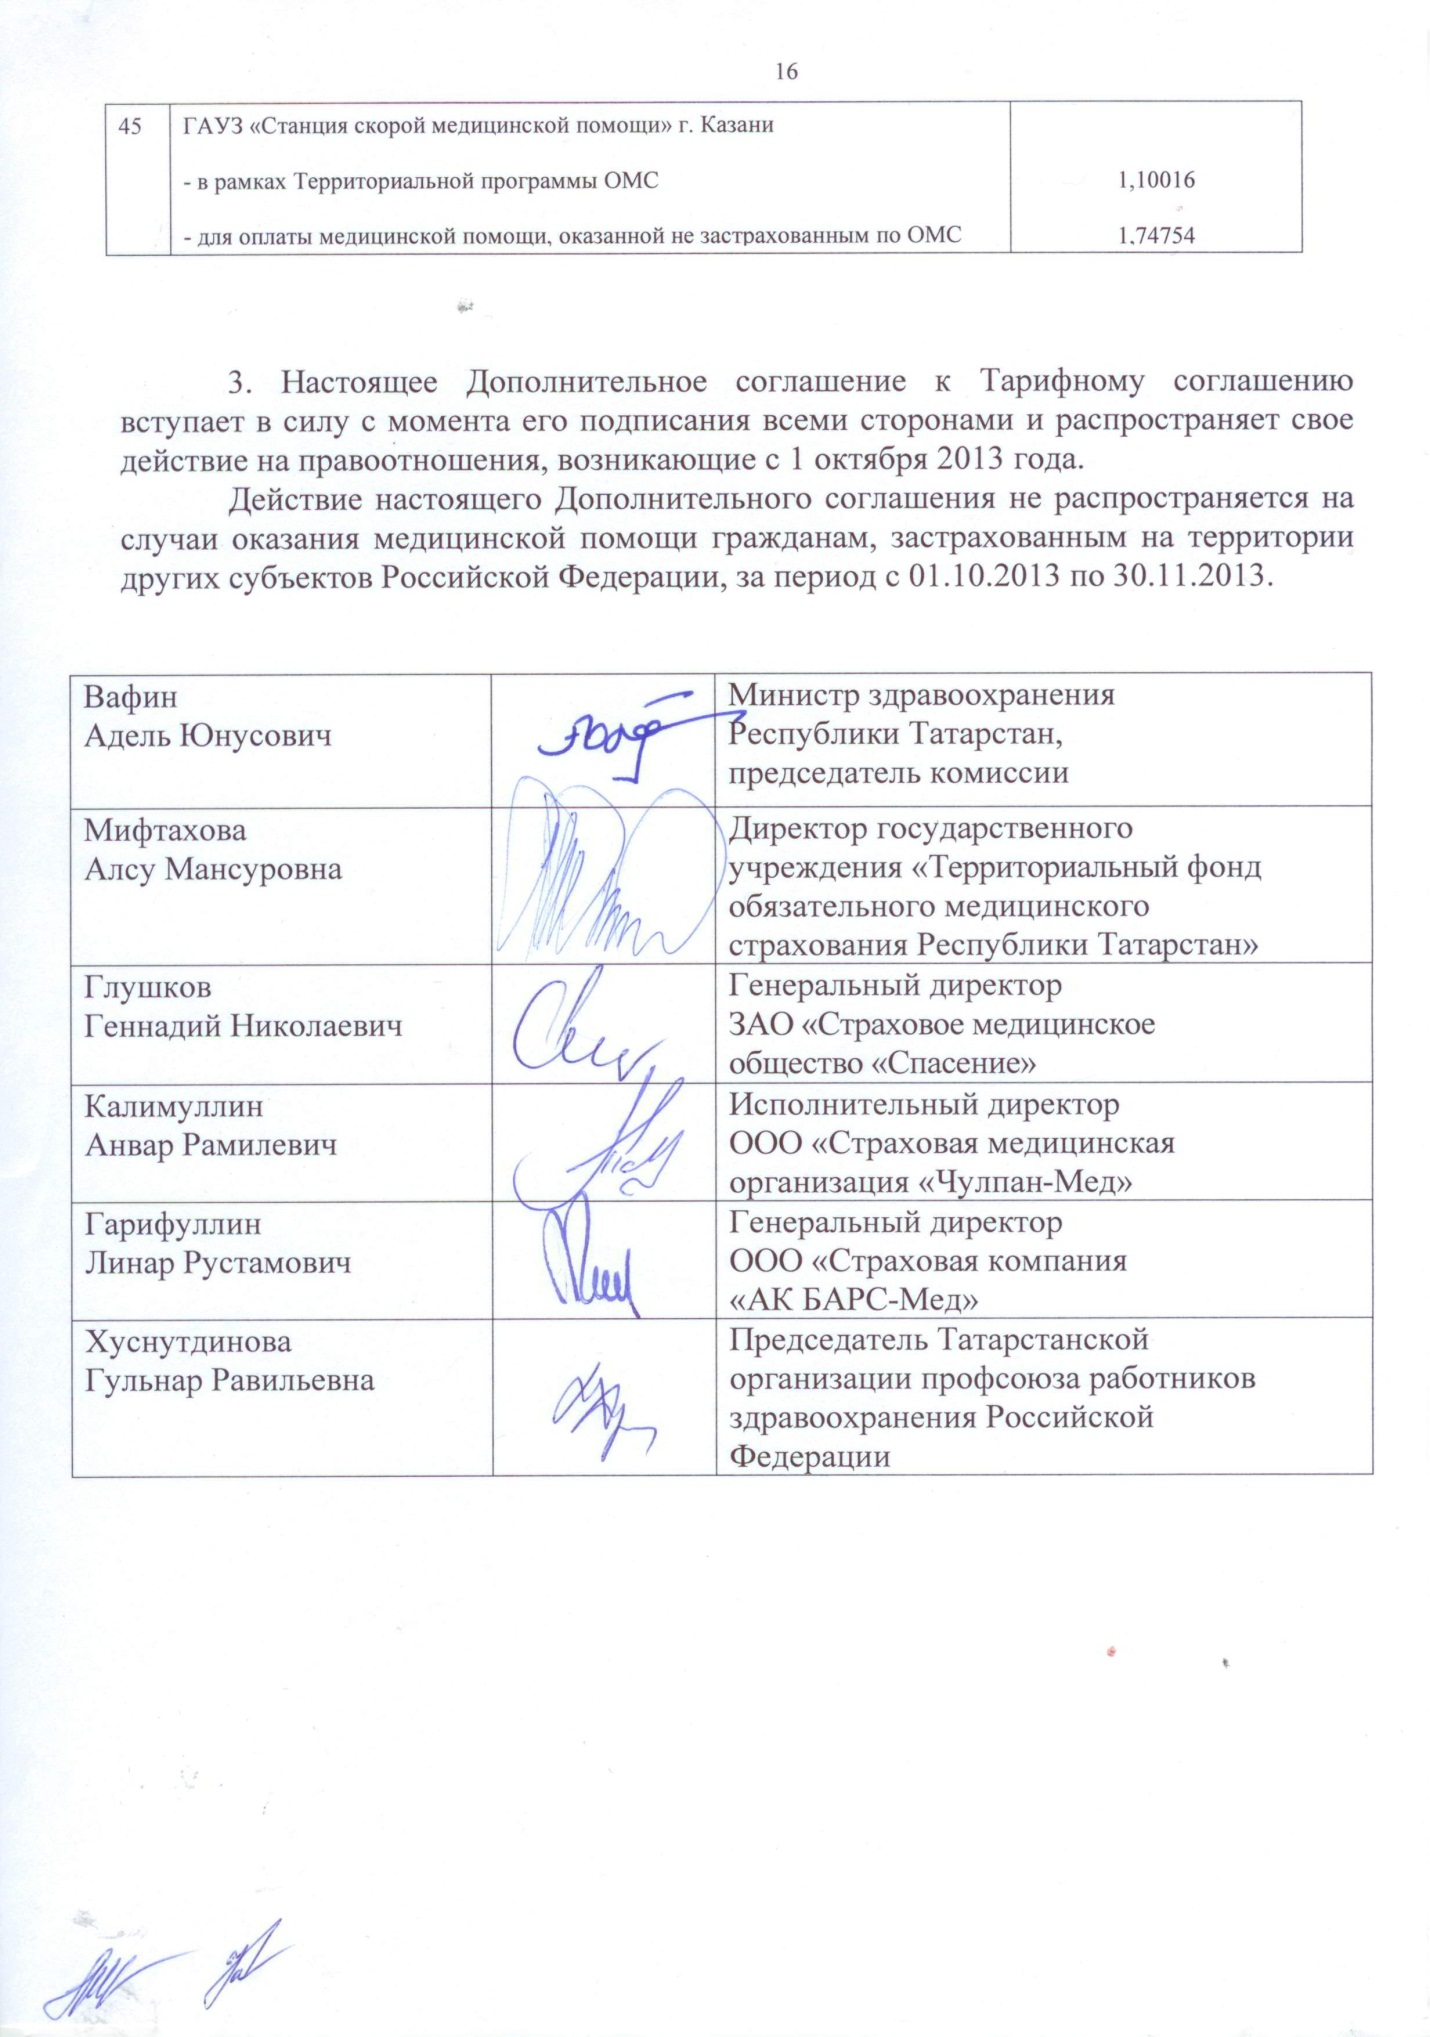 16
45 ГАУЗ «Станция скорой медицинской помощи» г. Казани
- в рамках Территориальной программы ОМС 1,10016
- для оплаты медицинской помощи, оказанной не застрахованным по ОМС 1,74754
3. Настоящее Дополнительное соглашение к Тарифному соглашению
вступает в силу с момента его подписания всеми сторонами и распространяет свое
действие на правоотношения, возникающие с 1 октября 2013 года.
Действие настоящего Дополнительного соглашения не распространяется на
случаи оказания медицинской помощи гражданам, застрахованным на территории
других субъектов Российской Федерации, за период с 01.10.2013 по 30.11.2013.
Вафин
Адель Юнусович
Министр здравоохранения
Республики Татарстан,
председатель комиссии
Мифтахова
Алсу Мансуровна
Директор государственного
учреждения «Территориальный фонд
обязательного медицинского
страхования Республики Татарстан»
Глушков
Геннадий Николаевич
Генеральный директор
ЗАО «Страховое медицинское
общество «Спасение»
Калимуллин
Анвар Рамилевич
Исполнительный директор
ООО «Страховая медицинская
организация «Чулпан-Мед»
Гарифуллин
Линар Рустамович
Генеральный директор
ООО «Страховая компания
«АК БАРС-Мед»
Хуснутдинова
Гульнар Равильевна
Председатель Татарстанской
организации профсоюза работников
здравоохранения Российской
Федерации